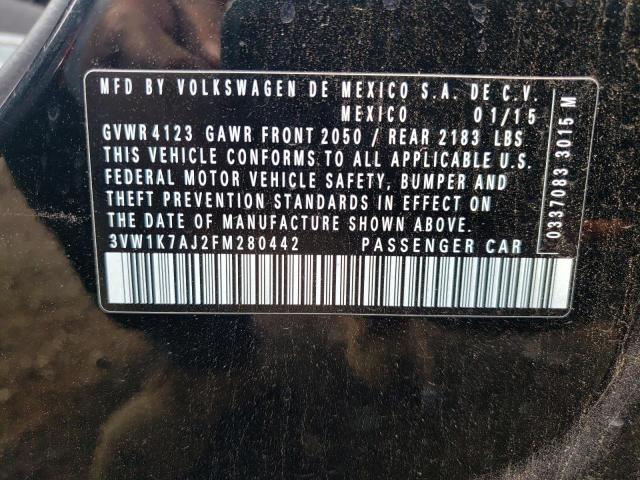 MFD BY VOLKSWAGEN DE MEXICO S.A. DE C.V.
MEXICO 01/15
GVWR 4123 GAWR FRONT 2050 / REAR 2183 LBS
THIS VEHICLE CONFORMS TO ALL APPLICABLE U.S.
FEDERAL MOTOR VEHICLE SAFETY, BUMPER AND
THEFT PREVENTION STANDARDS IN EFFECT ON
THE DATE OF MANUFACTURE SHOWN ABOVE.
3VW1K7AJ2FM280442 PASSENGER CAR
0337083 3015 M